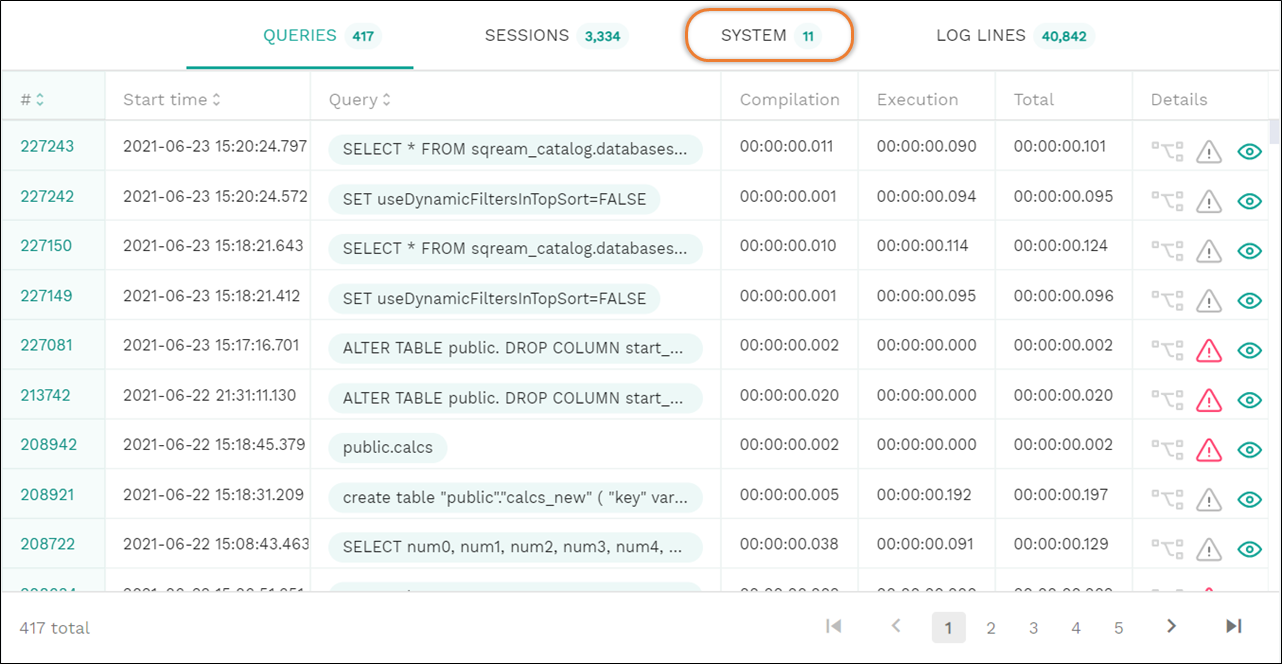 QUERIES 417 SESSIONS 3,334 SYSTEM 11 LOG LINES 40,842
# Start time Query Compilation Execution Total Details
227243 2021-06-23 15:20:24.797 SELECT * FROM sqream_catalog.databases... 00:00:00.011 00:00:00.090 00:00:00.101
227242 2021-06-23 15:20:24.572 SET useDynamicFiltersInTopSort=FALSE 00:00:00.001 00:00:00.094 00:00:00.095
227150 2021-06-23 15:18:21.643 SELECT * FROM sqream_catalog.databases... 00:00:00.010 00:00:00.114 00:00:00.124
227149 2021-06-23 15:18:21.412 SET useDynamicFiltersInTopSort=FALSE 00:00:00.001 00:00:00.095 00:00:00.096
227081 2021-06-23 15:17:16.701 ALTER TABLE public. DROP COLUMN start_... 00:00:00.002 00:00:00.000 00:00:00.002
213742 2021-06-22 21:31:11.130 ALTER TABLE public. DROP COLUMN start_... 00:00:00.020 00:00:00.000 00:00:00.020
208942 2021-06-22 15:18:45.379 public.calcs 00:00:00.002 00:00:00.000 00:00:00.002
208921 2021-06-22 15:18:31.209 create table "public"."calcs_new" ( "key" var... 00:00:00.005 00:00:00.192 00:00:00.197
208722 2021-06-22 15:08:43.463 SELECT num0, num1, num2, num3, num4, ... 00:00:00.038 00:00:00.091 00:00:00.129
417 total 1 2 3 4 5